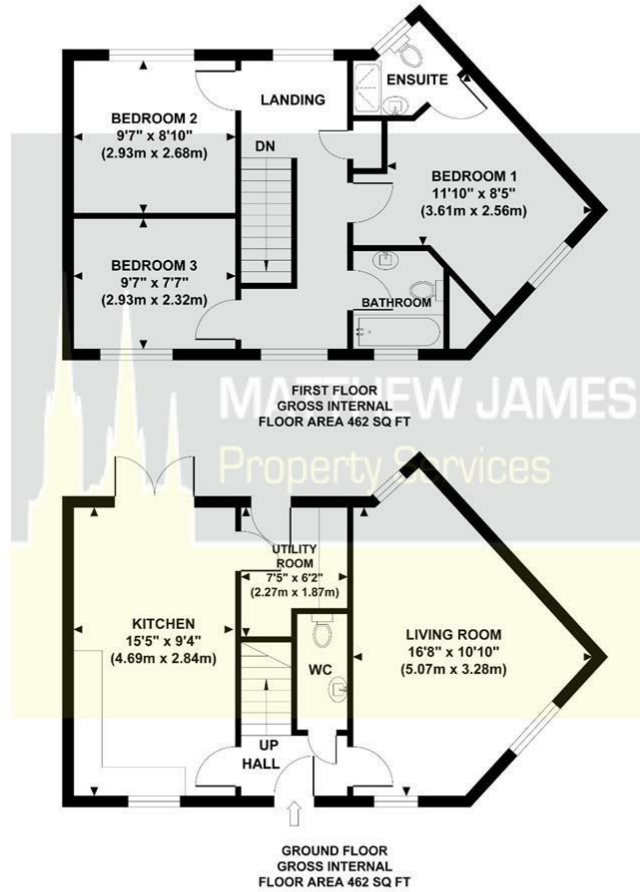 ENSUITE
LANDING
BEDROOM 2
9'7" x 8'10"
(2.93m x 2.68m)
DN
BEDROOM 1
11'10" x 8'5"
(3.61m x 2.56m)
BEDROOM 3
9'7" x 7'7"
(2.93m x 2.32m)
BATHROOM
FIRST FLOOR
GROSS INTERNAL
FLOOR AREA 462 SQ FT
MATTHEW JAMES
Property Services
UTILITY
ROOM
7'5" x 6'2"
(2.27m x 1.87m)
KITCHEN
15'5" x 9'4"
(4.69m x 2.84m)
LIVING ROOM
16'8" x 10'10"
(5.07m x 3.28m)
WC
UP
HALL
GROUND FLOOR
GROSS INTERNAL
FLOOR AREA 462 SQ FT